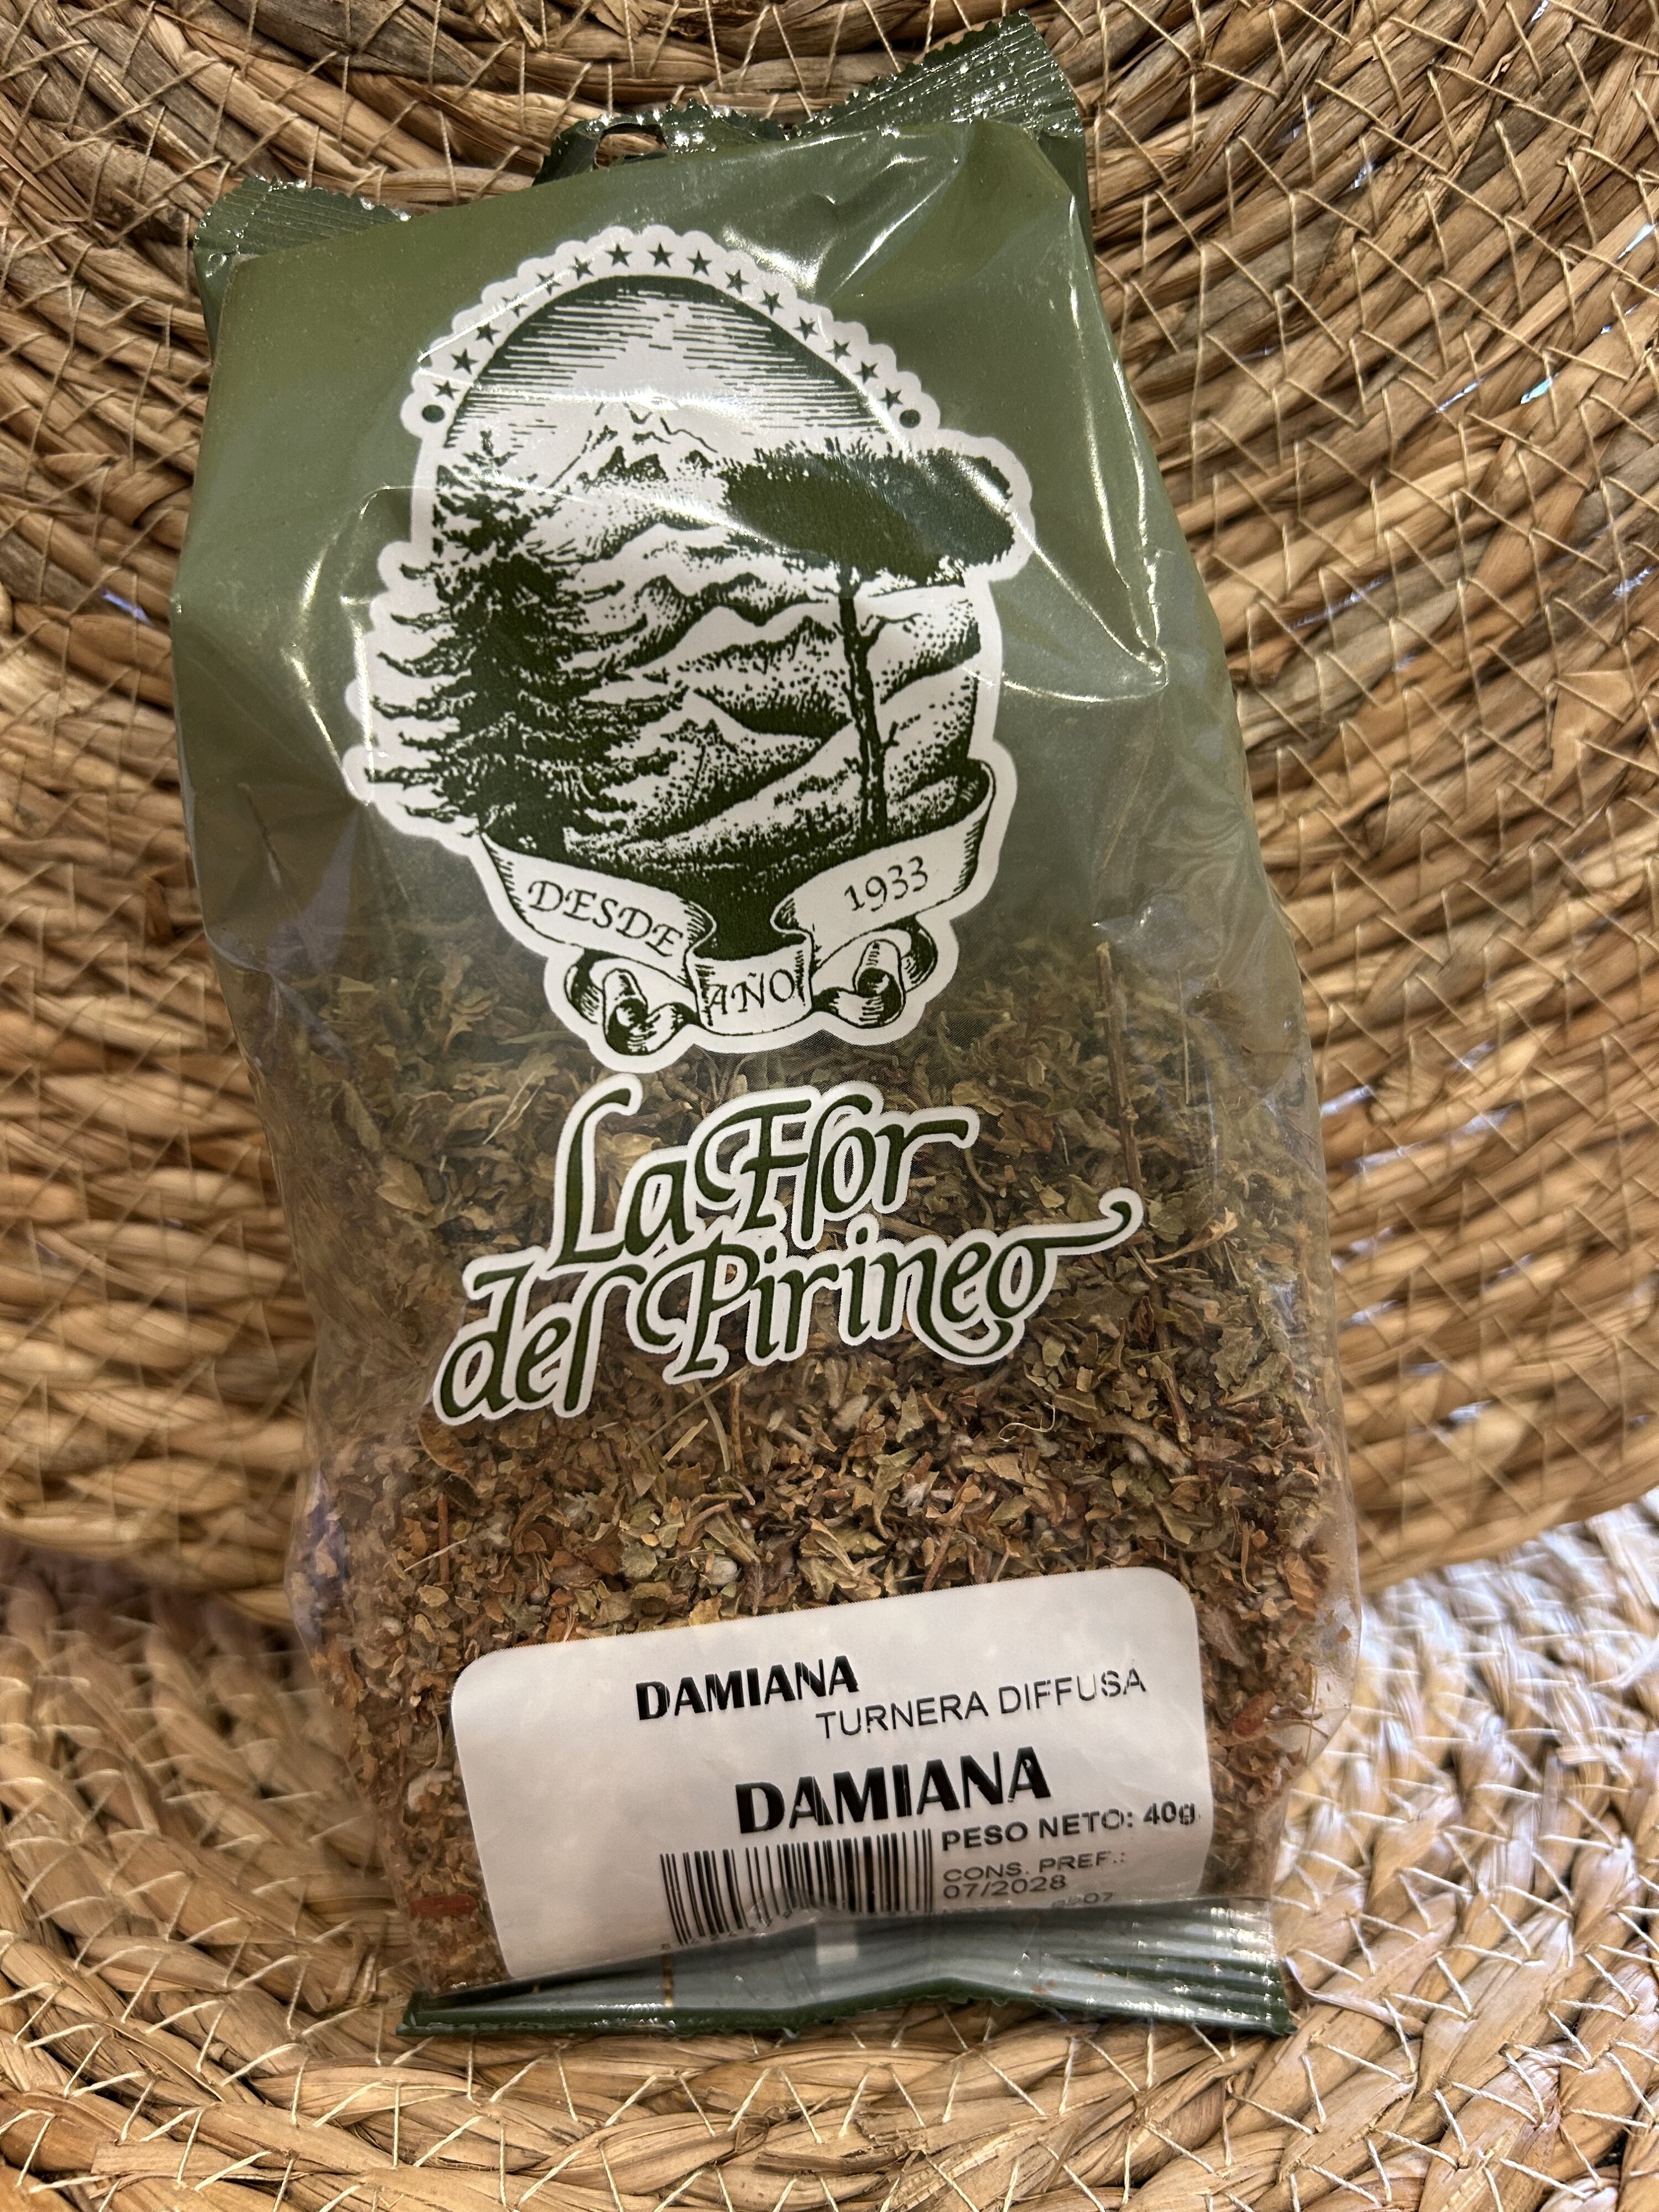 DESDE
AÑO
1933
La Flor
del Pirineo
DAMIANA
TURNERA DIFFUSA
DAMIANA
PESO NETO: 40g.
CONS. PREF.:
07/2028